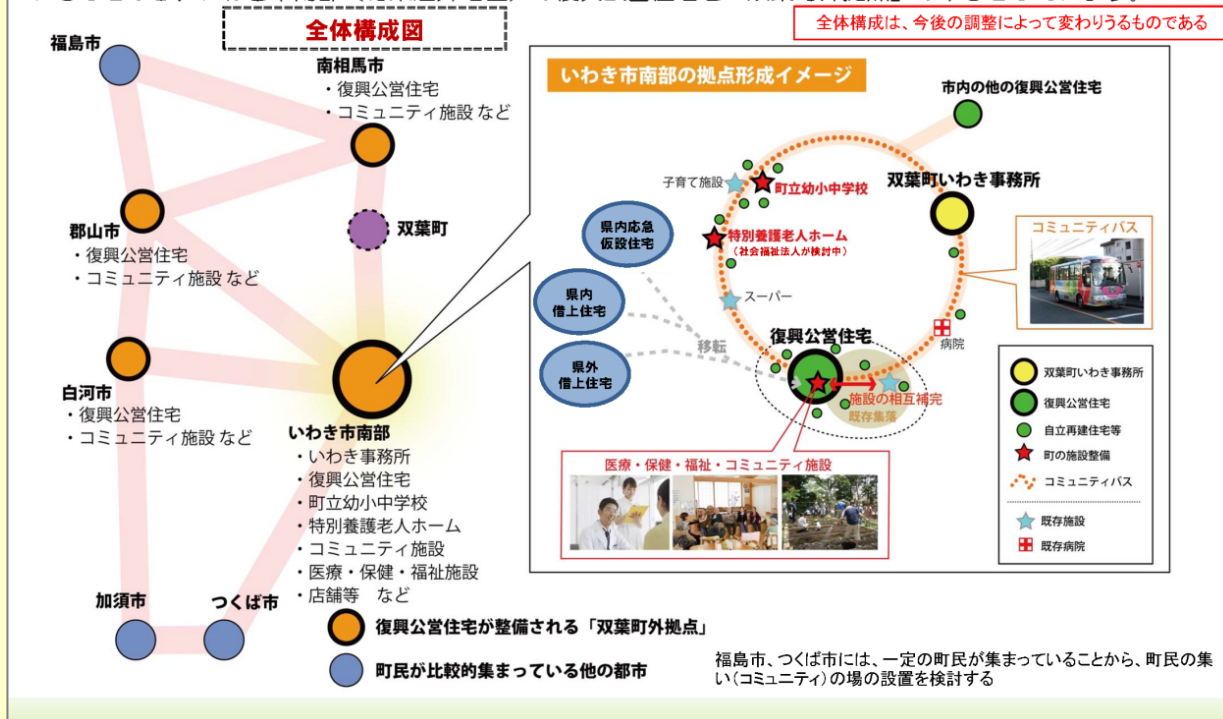 全体構成図
全体構成は、今後の調整によって変わりうるものである
福島市
南相馬市
・復興公営住宅
・コミュニティ施設 など
郡山市
・復興公営住宅
・コミュニティ施設 など
双葉町
白河市
・復興公営住宅
・コミュニティ施設 など
いわき市南部
・いわき事務所
・復興公営住宅
・町立幼小中学校
・特別養護老人ホーム
・コミュニティ施設
・医療・保健・福祉施設
・店舗等　など
加須市
つくば市
復興公営住宅が整備される「双葉町外拠点」
町民が比較的集まっている他の都市
いわき市南部の拠点形成イメージ
市内の他の復興公営住宅
子育て施設
町立幼小中学校
双葉町いわき事務所
県内応急
仮設住宅
特別養護老人ホーム
（社会福祉法人が検討中）
コミュニティバス
県内
借上住宅
スーパー
県外
借上住宅
移転
復興公営住宅
病院
施設の相互補完
既存集落
医療・保健・福祉・コミュニティ施設
双葉町いわき事務所
復興公営住宅
自立再建住宅等
町の施設整備
コミュニティバス
既存施設
既存病院
福島市、つくば市には、一定の町民が集まっていることから、町民の集
い(コミュニティ)の場の設置を検討する